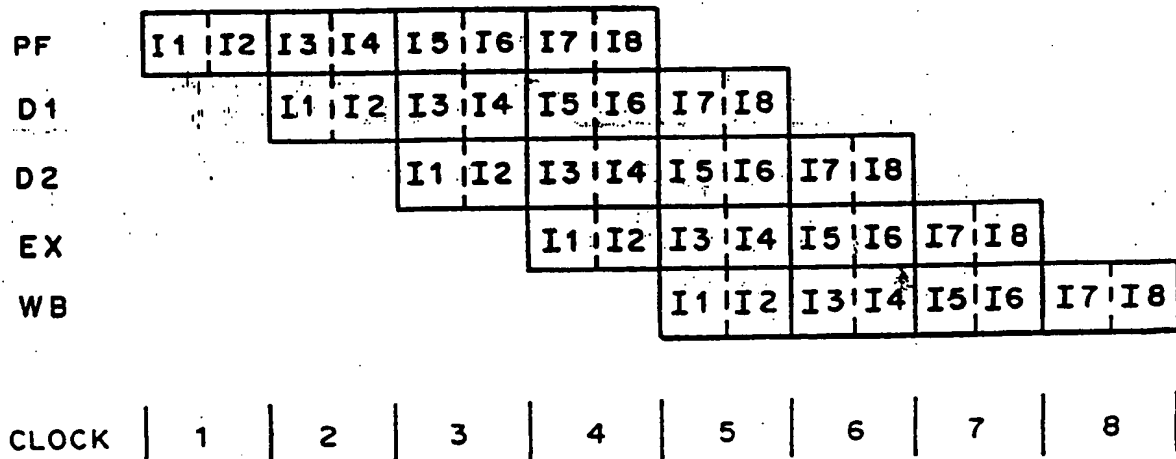 PF I1 I2 I3 I4 I5 I6 I7 I8
D1 I1 I2 I3 I4 I5 I6 I7 I8
D2 I1 I2 I3 I4 I5 I6 I7 I8
EX I1 I2 I3 I4 I5 I6 I7 I8
WB I1 I2 I3 I4 I5 I6 I7 I8
CLOCK 1 2 3 4 5 6 7 8